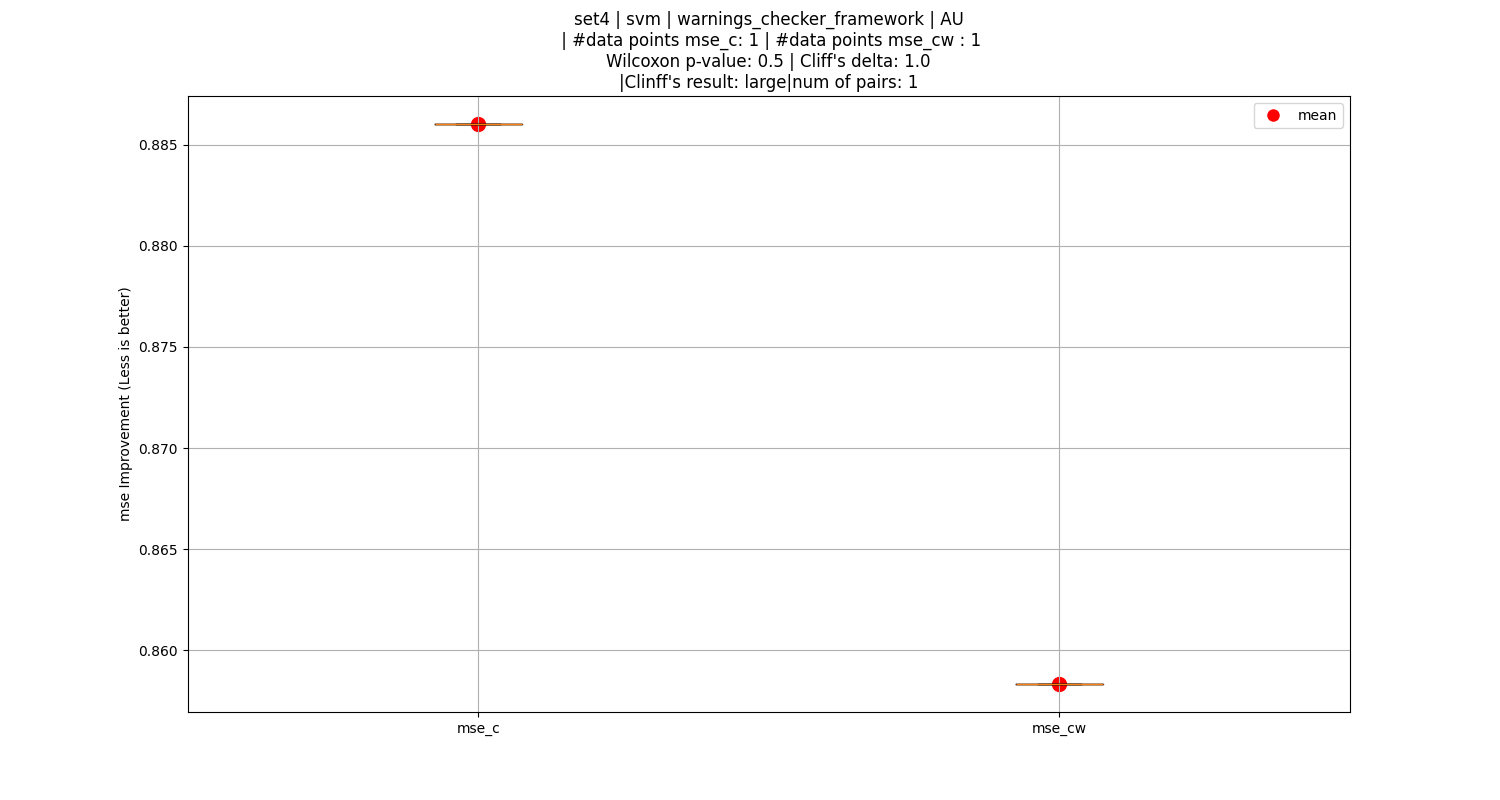 set4 | svm | warnings_checker_framework | AU
| #data points mse_c: 1 | #data points mse_cw : 1
Wilcoxon p-value: 0.5 | Cliff's delta: 1.0
|Clinff's result: large|num of pairs: 1
mean
0.885
0.880
0.875
0.870
0.865
0.860
mse Improvement (Less is better)
mse_c
mse_cw